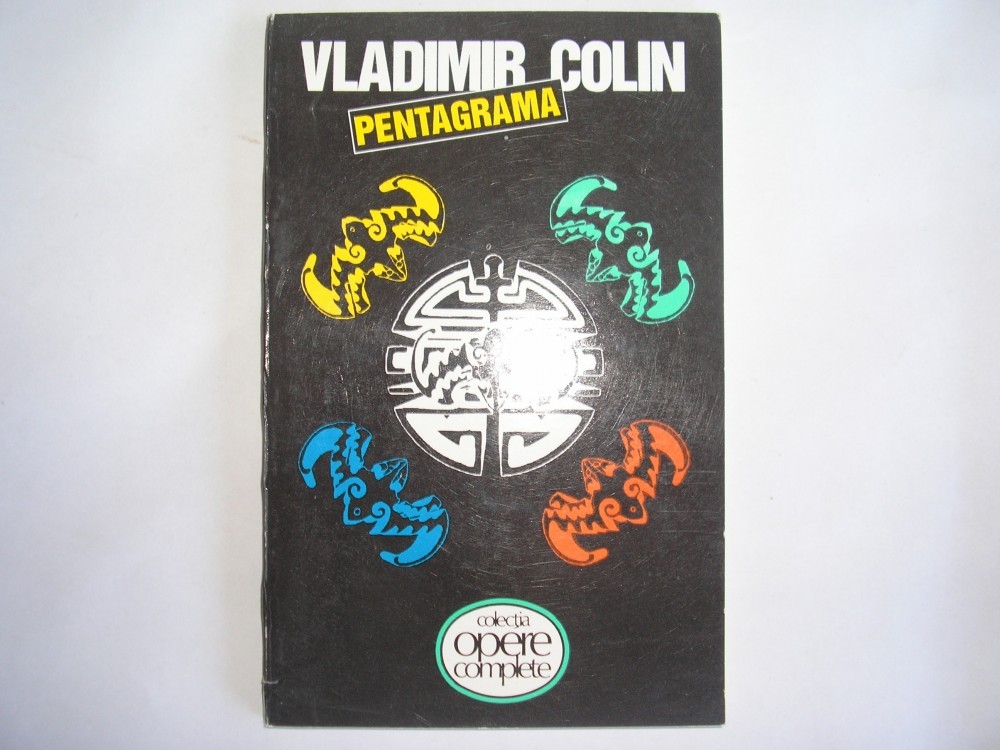 VLADIMIR COLIN
PENTAGRAMA
colecția
opere
complete